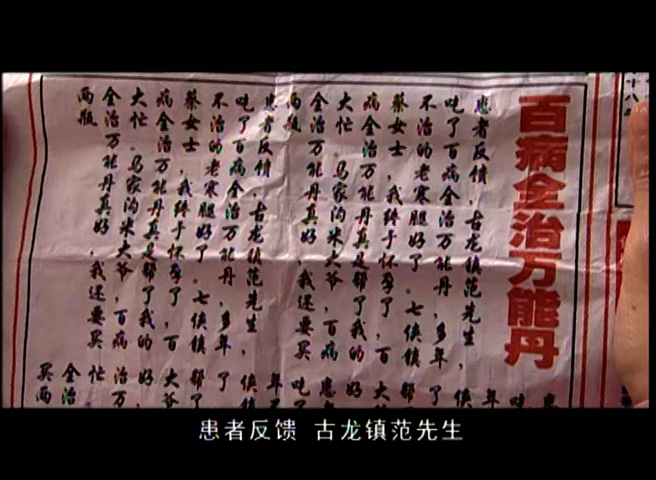 百病全治万能丹
患者反馈，古龙镇范先生，
吃了百病全治万能丹，多年
不治的老寒腿好了。七侠镇
蔡女士，我终于怀孕了，百
病全治万能丹真是帮了我的
大忙。马家沟米大爷，百病
全治万能丹真好，我还要买
两瓶
患者反馈，古龙镇范先生，
吃了百病全治万能丹，多年
不治的老寒腿好了。七侠镇
蔡女士，我终于怀孕了，百
病全治万能丹真是帮了我的
大忙。马家沟米大爷，百病
全治万能丹真好，我还要买
两瓶
患者反馈 古龙镇范先生